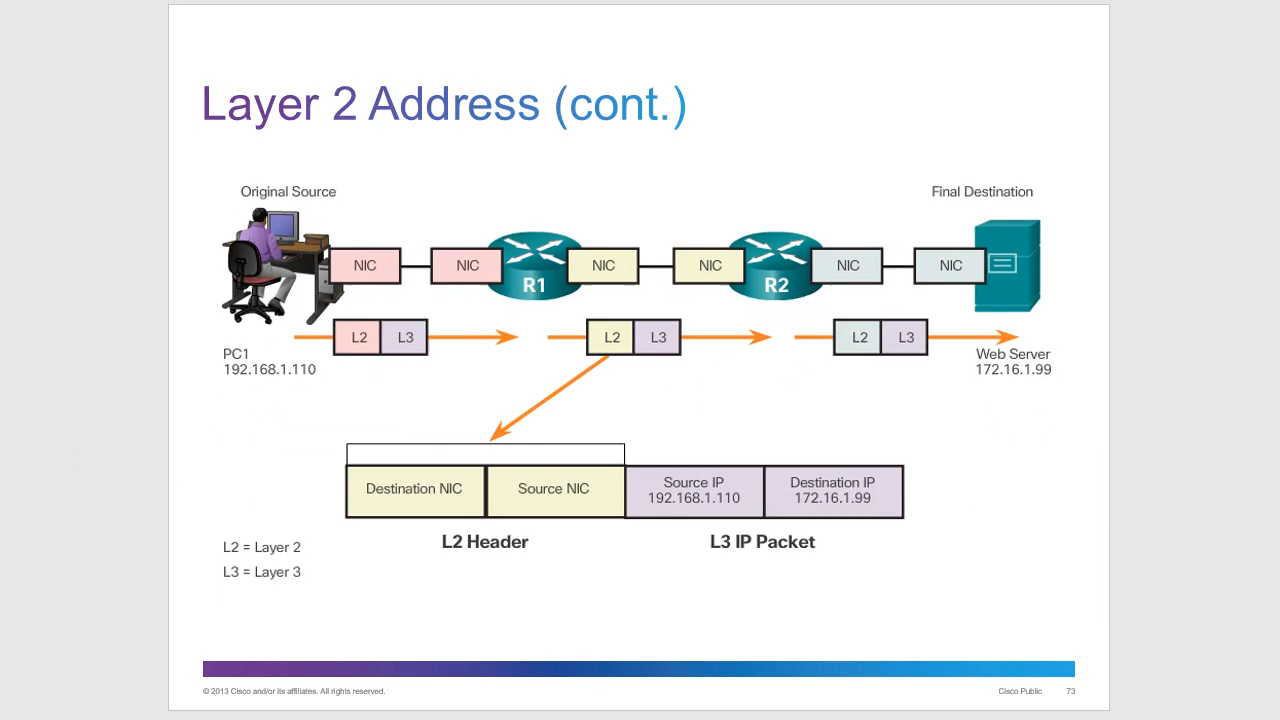 Layer 2 Address (cont.)
Original Source
Final Destination
NIC
NIC
NIC
NIC
NIC
NIC
R1
R2
L2
L3
L2
L3
L2
L3
PC1
192.168.1.110
Web Server
172.16.1.99
Destination NIC
Source NIC
Source IP
192.168.1.110
Destination IP
172.16.1.99
L2 Header
L3 IP Packet
L2 = Layer 2
L3 = Layer 3
© 2013 Cisco and/or its affiliates. All rights reserved.
Cisco Public
73